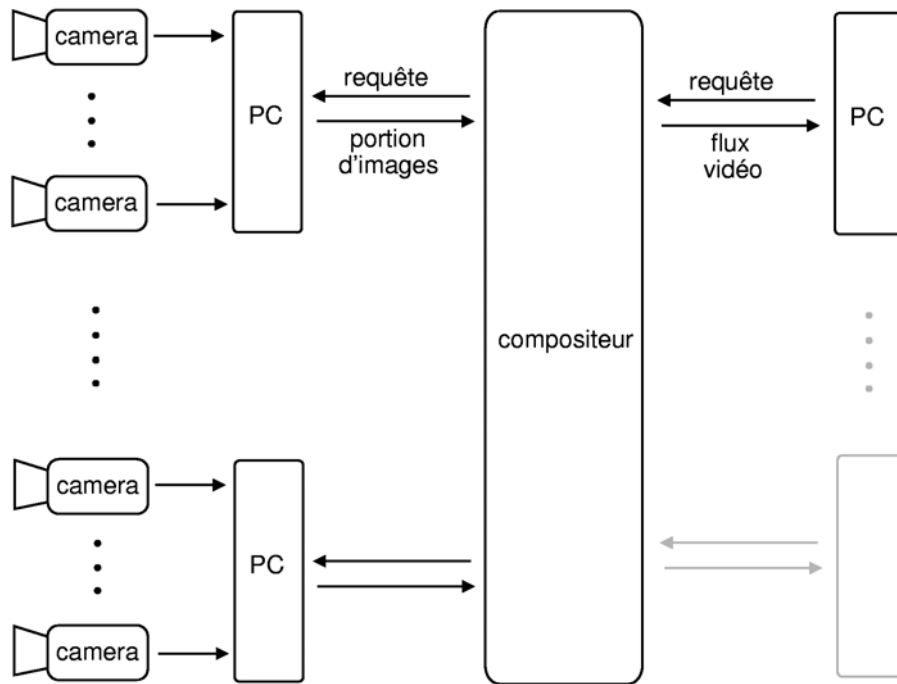 camera
camera
PC
requête
portion
d'images
compositeur
requête
flux
vidéo
PC
camera
camera
PC